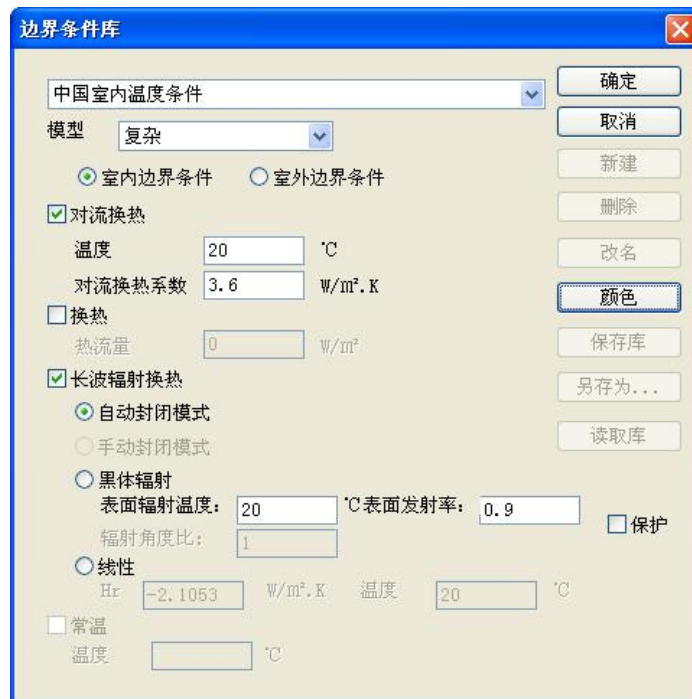 边界条件库
中国室内温度条件
确定
模型 复杂
取消
室内边界条件 室外边界条件
新建
对流换热
删除
温度 20 ℃
改名
对流换热系数 3.6 W/m².K
颜色
换热
热流量 0 W/m²
保存库
长波辐射换热
另存为...
自动封闭模式
手动封闭模式
读取库
黑体辐射
表面辐射温度: 20 ℃表面发射率: 0.9
保护
辐射角度比: 1
线性
Hr -2.1053 W/m².K 温度 20 ℃
常温
温度 ℃